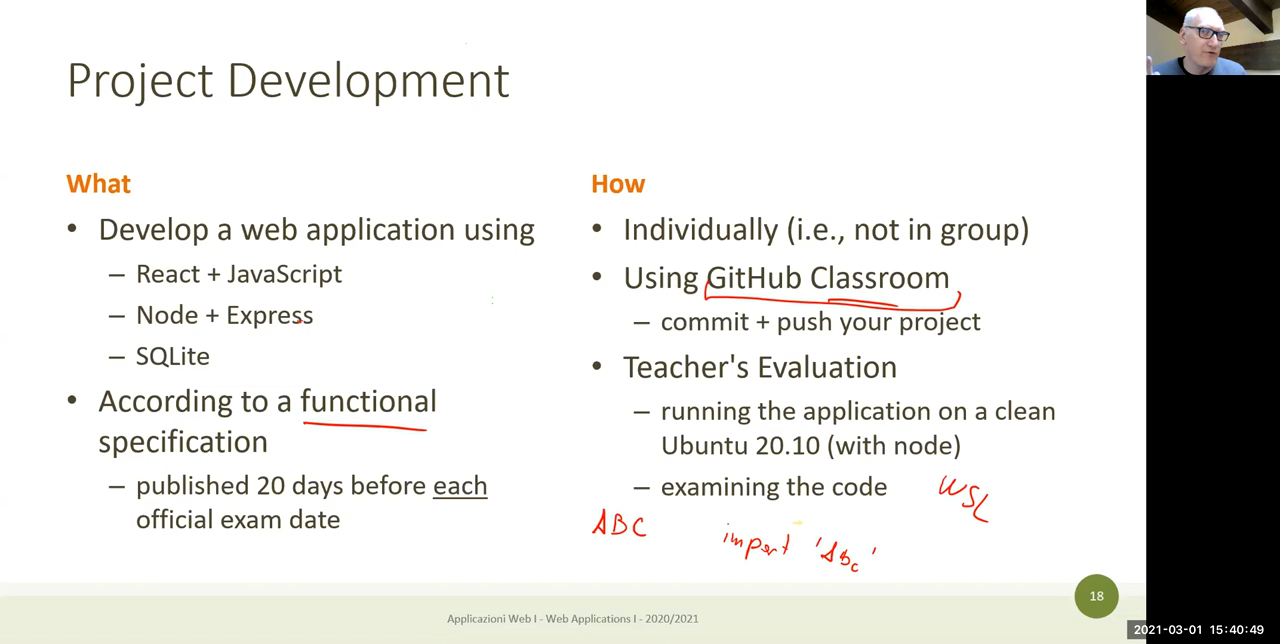 Project Development
What
• Develop a web application using
– React + JavaScript
– Node + Express
– SQLite
• According to a functional
specification
– published 20 days before each
official exam date
How
• Individually (i.e., not in group)
• Using GitHub Classroom
– commit + push your project
• Teacher's Evaluation
– running the application on a clean
Ubuntu 20.10 (with node)
– examining the code
WSL
ABC
import 'ABc'
18
Applicazioni Web I - Web Applications I - 2020/2021
2021-03-01 15:40:49